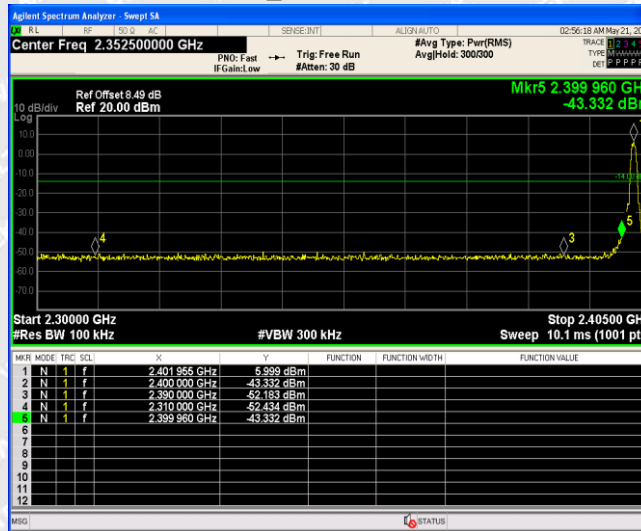 Agilent Spectrum Analyzer - Swept SA
RL RF 50 Ω AC SENSE:INT ALIGN AUTO 02:56:18 AM May 21, 20
Center Freq 2.352500000 GHz
#Avg Type: Pwr(RMS)
TRACE 1 2 3 4
PNO: Fast Trig: Free Run Avg|Hold: 300/300
TYPE M
IFGain:Low #Atten: 30 dB
DET P P P P
Mkr5 2.399 960 GH
Ref Offset 8.49 dB
10 dB/div Ref 20.00 dBm -43.332 dBm
Log
10.0
0.00
-10.0
-20.0
-30.0
-40.0
-50.0
-60.0
4
3
5
Start 2.30000 GHz Stop 2.40500 GH
#Res BW 100 kHz #VBW 300 kHz Sweep 10.1 ms (1001 pt
MKR MODE TRC SCL X Y FUNCTION FUNCTION WIDTH FUNCTION VALUE
1 N 1 f 2.401 955 GHz 5.999 dBm
2 N 1 f 2.400 000 GHz -43.332 dBm
3 N 1 f 2.390 000 GHz -52.183 dBm
4 N 1 f 2.310 000 GHz -52.434 dBm
5 N 1 f 2.399 960 GHz -43.332 dBm
6
7
8
9
10
11
12
MSG STATUS